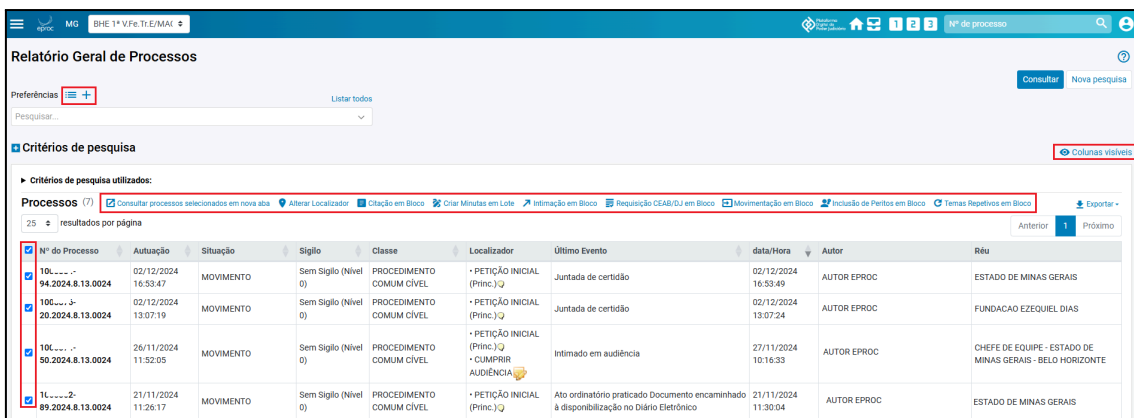 eproc MG BHE 1ª V.Fe.Tr.E/MA( 1 2 3 Nº de processo
Relatório Geral de Processos
Consultar Nova pesquisa
Preferências Listar todos
Pesquisar...
Critérios de pesquisa
Colunas visíveis
Critérios de pesquisa utilizados:
Processos (7) Consultar processos selecionados em nova aba Alterar Localizador Citação em Bloco Criar Minutas em Lote Intimação em Bloco Requisição CEAB/DJ em Bloco Movimentação em Bloco Inclusão de Peritos em Bloco Temas Repetivos em Bloco Exportar
25 resultados por página Anterior 1 Próximo
Nº do Processo Autuação Situação Sigilo Classe Localizador Último Evento data/Hora Autor Réu
94.2024.8.13.0024 02/12/2024 16:53:47 MOVIMENTO Sem Sigilo (Nível 0) PROCEDIMENTO COMUM CÍVEL • PETIÇÃO INICIAL (Princ.) Juntada de certidão 02/12/2024 16:53:49 AUTOR EPROC ESTADO DE MINAS GERAIS
20.2024.8.13.0024 02/12/2024 13:07:19 MOVIMENTO Sem Sigilo (Nível 0) PROCEDIMENTO COMUM CÍVEL • PETIÇÃO INICIAL (Princ.) Juntada de certidão 02/12/2024 13:07:24 AUTOR EPROC FUNDACAO EZEQUIEL DIAS
50.2024.8.13.0024 26/11/2024 11:52:05 MOVIMENTO Sem Sigilo (Nível 0) PROCEDIMENTO COMUM CÍVEL • PETIÇÃO INICIAL (Princ.) • CUMPRIR AUDIÊNCIA Intimado em audiência 27/11/2024 10:16:33 AUTOR EPROC CHEFE DE EQUIPE - ESTADO DE MINAS GERAIS - BELO HORIZONTE
89.2024.8.13.0024 21/11/2024 11:26:17 MOVIMENTO Sem Sigilo (Nível 0) PROCEDIMENTO COMUM CÍVEL • PETIÇÃO INICIAL (Princ.) Ato ordinatório praticado Documento encaminhado à disponibilização no Diário Eletrônico 21/11/2024 11:30:04 AUTOR EPROC ESTADO DE MINAS GERAIS